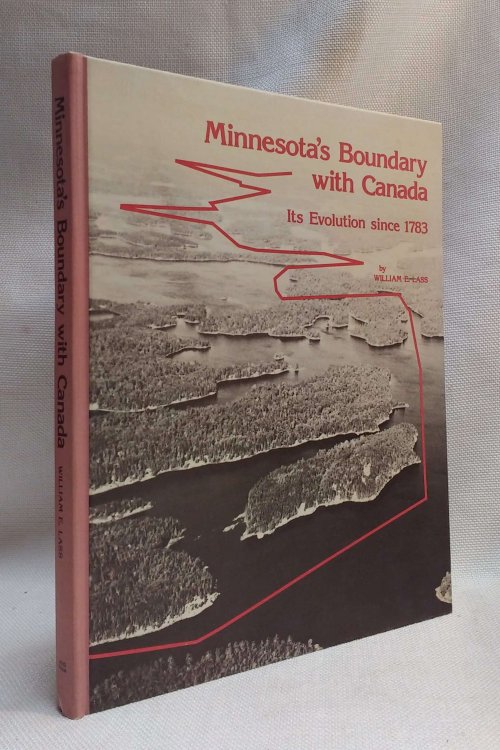 Minnesota's Boundary
with Canada
Its Evolution since 1783
by
WILLIAM E. LASS
Minnesota's Boundary with Canada
WILLIAM E. LASS